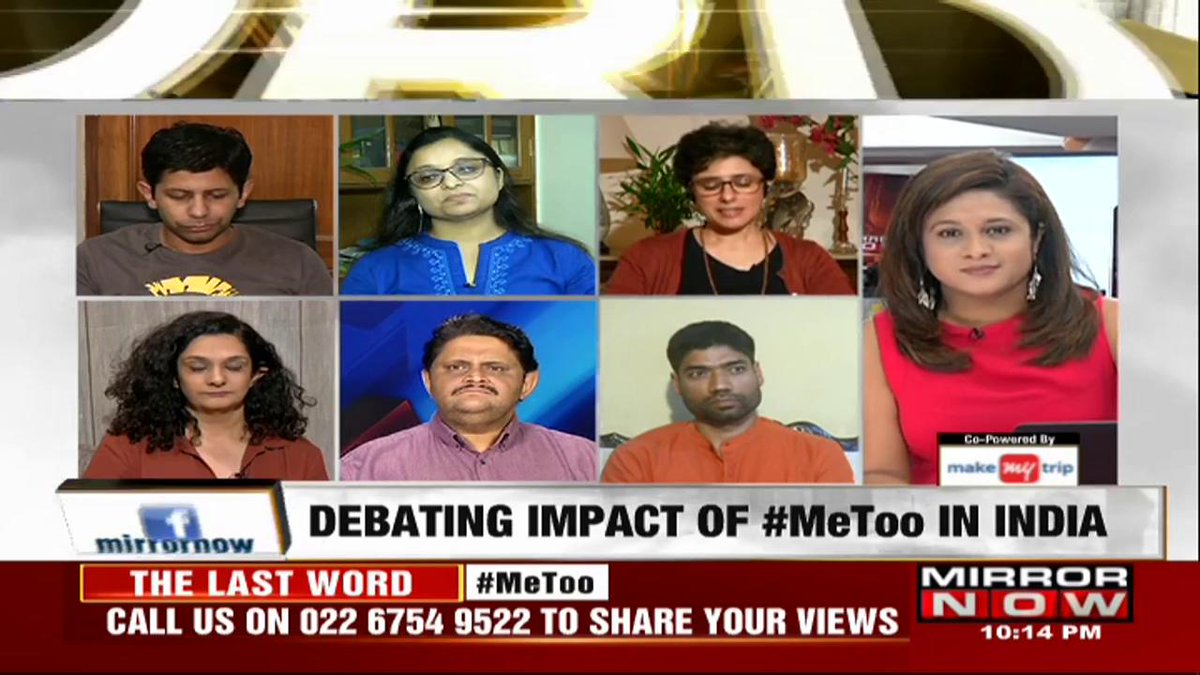 Co-Powered By
make my trip
mirrornow
DEBATING IMPACT OF #MeToo IN INDIA
THE LAST WORD
#MeToo
CALL US ON 022 6754 9522 TO SHARE YOUR VIEWS
MIRROR
NOW
10:14 PM